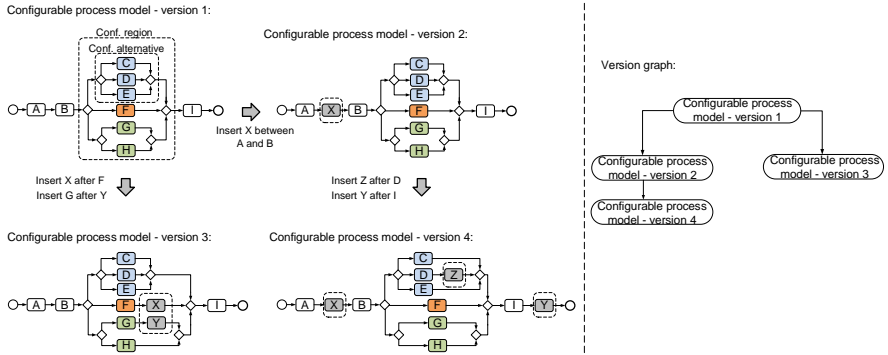 Configurable process model - version 1:
Conf. region
Conf. alternative
C
D
E
A
B
F
I
G
H
Insert X between
A and B
Configurable process model - version 2:
C
D
E
A
X
B
F
I
G
H
Insert X after F
Insert G after Y
Insert Z after D
Insert Y after I
Configurable process model - version 3:
C
D
E
A
B
F
X
I
G
Y
H
Configurable process model - version 4:
C
D
Z
E
A
X
B
F
I
Y
G
H
Version graph:
Configurable process
model - version 1
Configurable process
model - version 2
Configurable process
model - version 3
Configurable process
model - version 4